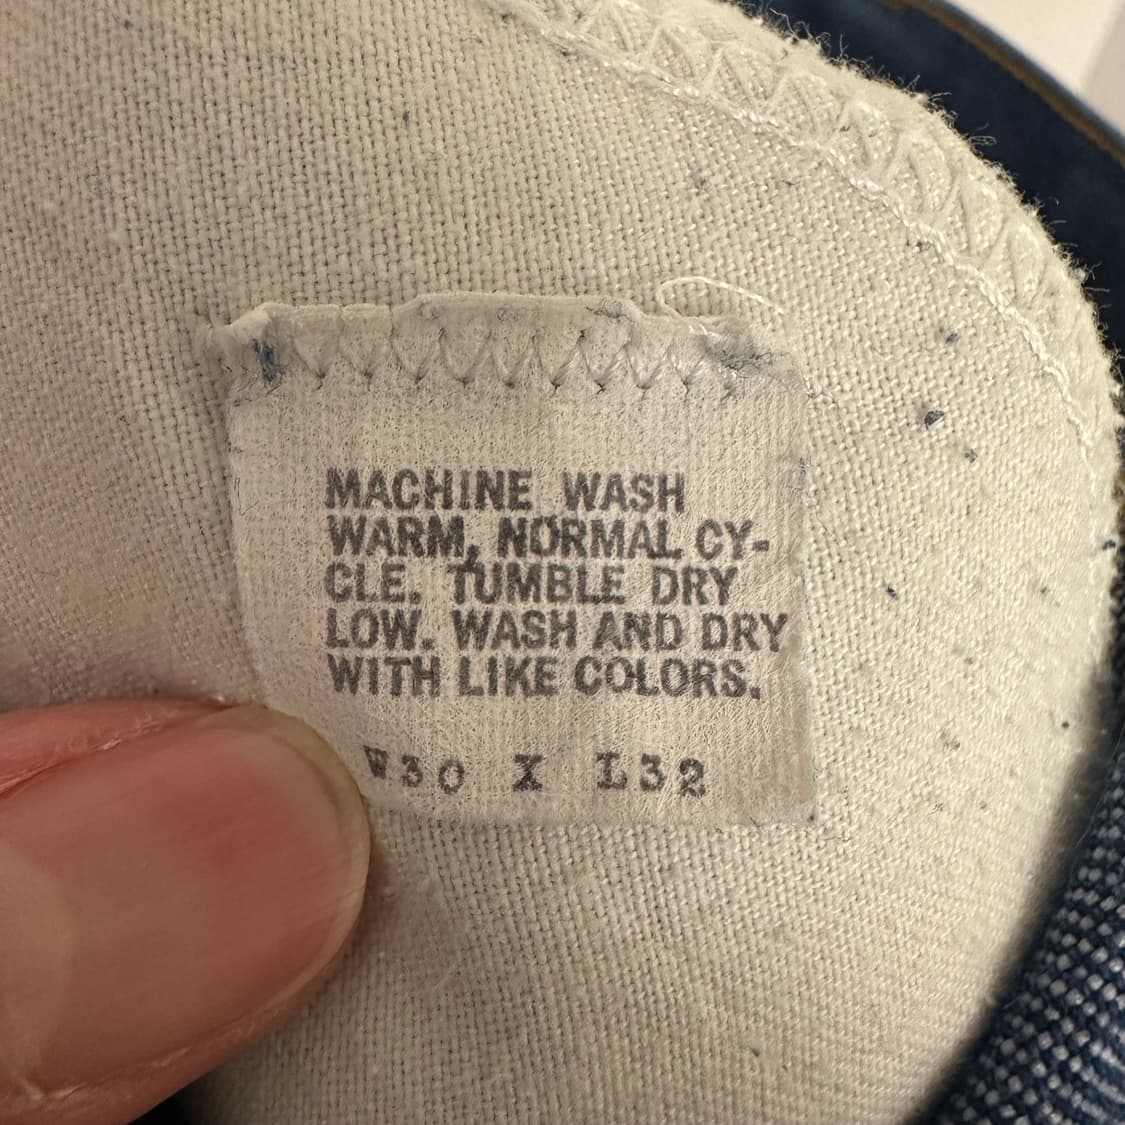 MACHINE WASH
WARM, NORMAL CY-
CLE. TUMBLE DRY
LOW. WASH AND DRY
WITH LIKE COLORS.
W30 X L32